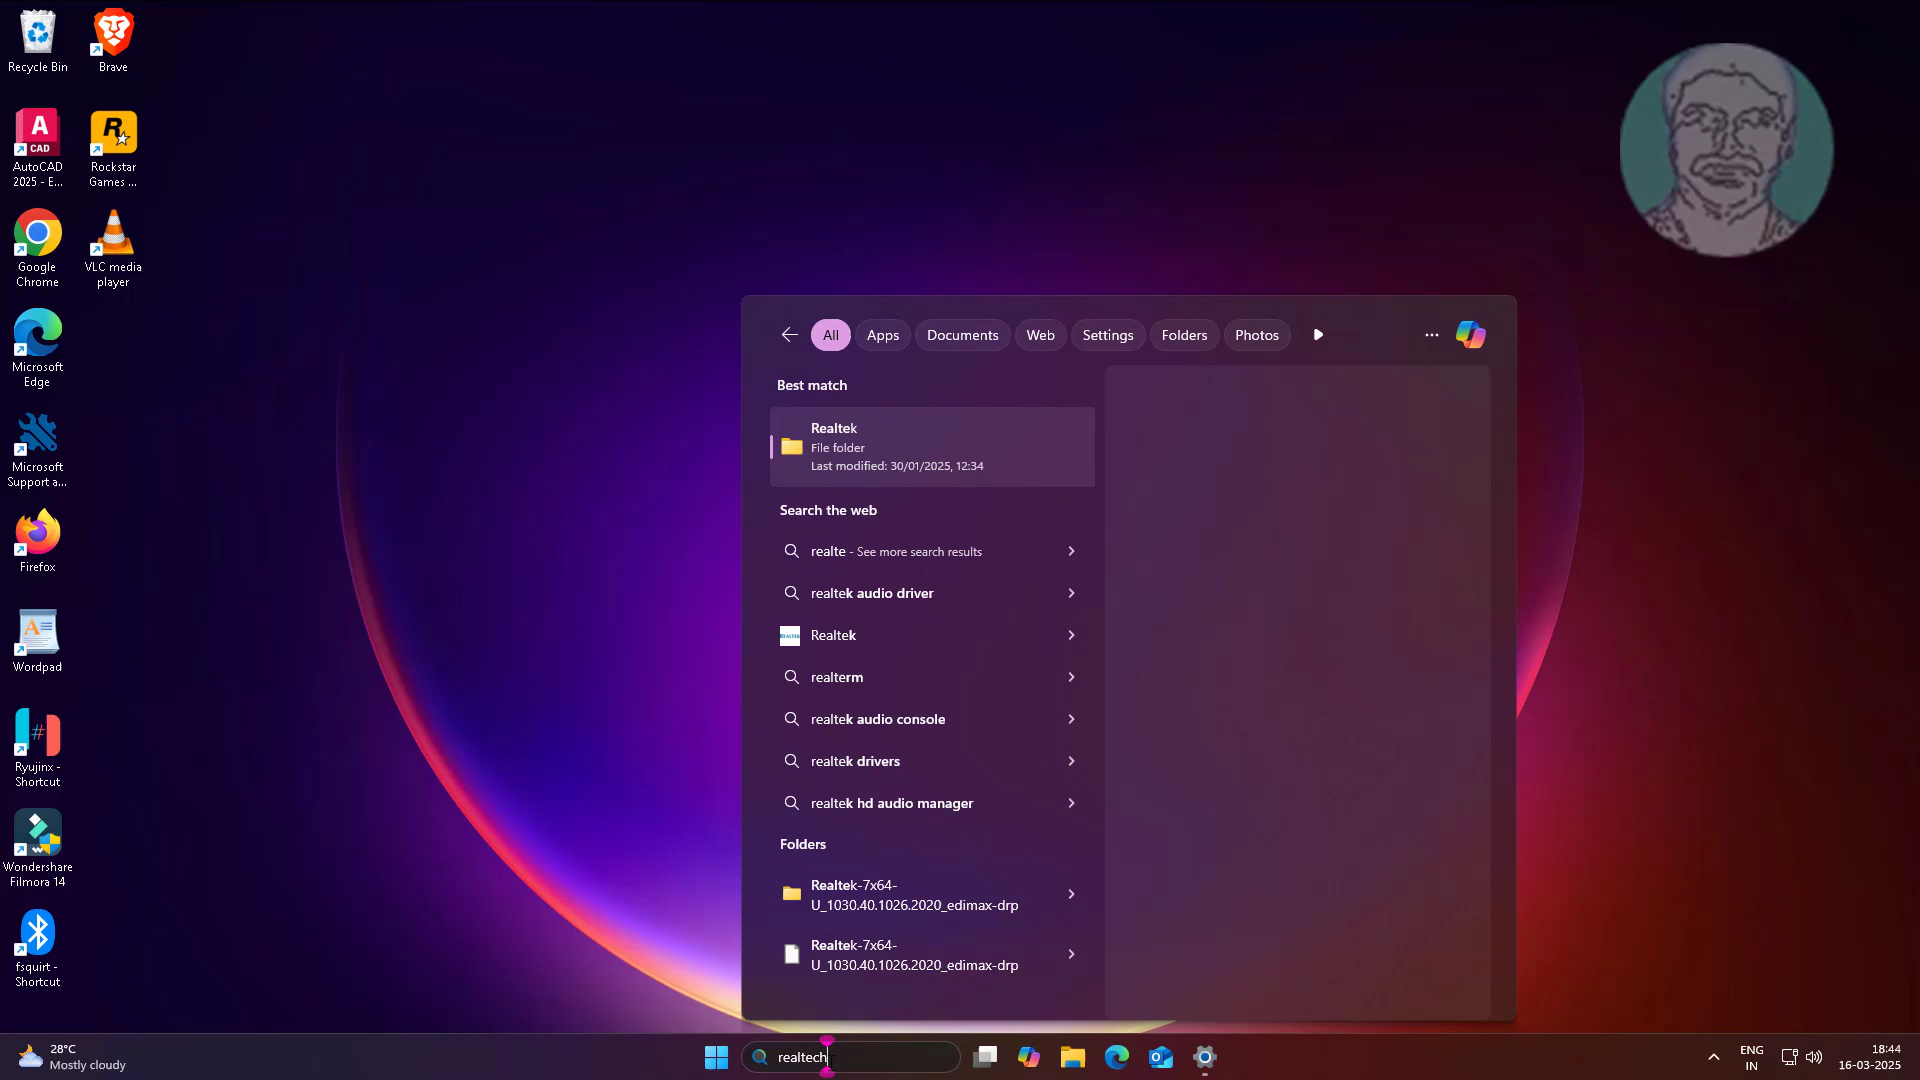 Recycle Bin
Brave
A
CAD
AutoCAD
2025 - E...
R
Rockstar
Games ...
Google
Chrome
VLC media
player
Microsoft
Edge
Microsoft
Support a...
Firefox
Wordpad
Ryujinx -
Shortcut
Wondershare
Filmora 14
fsquirt -
Shortcut
All
Apps
Documents
Web
Settings
Folders
Photos
Best match
Realtek
File folder
Last modified: 30/01/2025, 12:34
Search the web
realte - See more search results
realtek audio driver
REALTEK
Realtek
realterm
realtek audio console
realtek drivers
realtek hd audio manager
Folders
Realtek-7x64-
U_1030.40.1026.2020_edimax-drp
Realtek-7x64-
U_1030.40.1026.2020_edimax-drp
28°C
Mostly cloudy
realtech
ENG
IN
18:44
16-03-2025